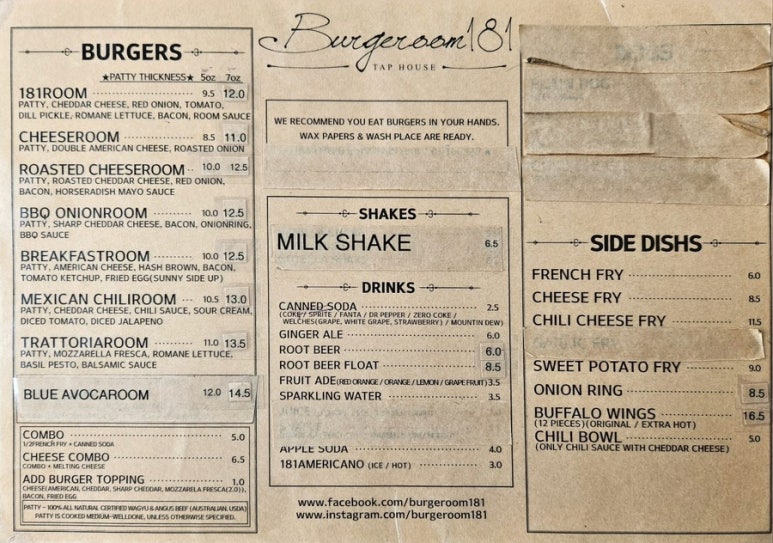 Burgeroom181
TAP HOUSE
BURGERS
★PATTY THICKNESS★ 5oz 7oz
181ROOM 9.5 12.0
PATTY, CHEDDAR CHEESE, RED ONION, TOMATO,
DILL PICKLE, ROMANE LETTUCE, BACON, ROOM SAUCE
CHEESEROOM 8.5 11.0
PATTY, DOUBLE AMERICAN CHEESE, ROASTED ONION
ROASTED CHEESEROOM 10.0 12.5
PATTY, ROASTED CHEDDAR CHEESE, RED ONION,
BACON, HORSERADISH MAYO SAUCE
BBQ ONIONROOM 10.0 12.5
PATTY, SHARP CHEDDAR CHEESE, BACON, ONIONRING,
BBQ SAUCE
BREAKFASTROOM 10.0 12.5
PATTY, AMERICAN CHEESE, HASH BROWN, BACON,
TOMATO KETCHUP, FRIED EGG(SUNNY SIDE UP)
MEXICAN CHILIROOM 10.5 13.0
PATTY, CHEDDAR CHEESE, CHILI SAUCE, SOUR CREAM,
DICED TOMATO, DICED JALAPENO
TRATTORIAROOM 11.0 13.5
PATTY, MOZZARELLA FRESCA, ROMANE LETTUCE,
BASIL PESTO, BALSAMIC SAUCE
BLUE AVOCAROOM 12.0 14.5
COMBO 5.0
1/2FRENCH FRY + CANNED SODA
CHEESE COMBO 6.5
COMBO + MELTING CHEESE
ADD BURGER TOPPING 1.0
CHEESE(AMERICAN, CHEDDAR, SHARP CHEDDAR, MOZZARELA FRESCA(2.0)),
BACON, FRIED EGG
PATTY - 100% ALL NATURAL CERTIFIED WAGYU & ANGUS BEEF (AUSTRALIAN, USDA)
PATTY IS COOKED MEDIUM-WELLDONE, UNLESS OTHERWISE SPECIFIED.
WE RECOMMEND YOU EAT BURGERS IN YOUR HANDS.
WAX PAPERS & WASH PLACE ARE READY.
SHAKES
MILK SHAKE 6.5
DRINKS
CANNED SODA 2.5
(COKE / SPRITE / FANTA / DR PEPPER / ZERO COKE /
WELCHES(GRAPE, WHITE GRAPE, STRAWBERRY) / MOUNTIN DEW)
GINGER ALE 6.0
ROOT BEER 6.0
ROOT BEER FLOAT 8.5
FRUIT ADE(RED ORANGE / ORANGE / LEMON / GRAPEFRUIT) 3.5
SPARKLING WATER 3.5
APPLE SODA 4.0
181AMERICANO (ICE / HOT) 3.0
www.facebook.com/burgeroom181
www.instagram.com/burgeroom181
SIDE DISHS
FRENCH FRY 6.0
CHEESE FRY 8.5
CHILI CHEESE FRY 11.5
SWEET POTATO FRY 9.0
ONION RING 8.5
BUFFALO WINGS 16.5
(12 PIECES)(ORIGINAL / EXTRA HOT)
CHILI BOWL 5.0
(ONLY CHILI SAUCE WITH CHEDDAR CHEESE)